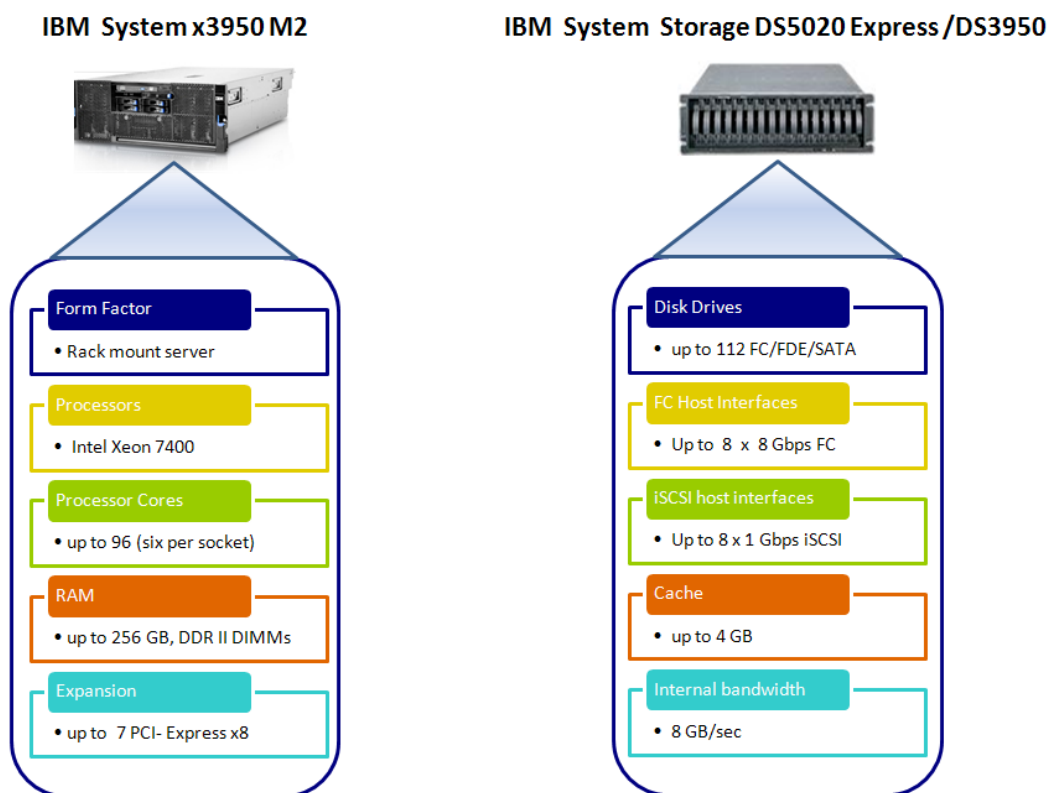 IBM System x3950 M2
Form Factor
• Rack mount server
Processors
• Intel Xeon 7400
Processor Cores
• up to 96 (six per socket)
RAM
• up to 256 GB, DDR II DIMMs
Expansion
• up to 7 PCI- Express x8
IBM System Storage DS5020 Express /DS3950
Disk Drives
• up to 112 FC/FDE/SATA
FC Host Interfaces
• Up to 8 x 8 Gbps FC
iSCSI host interfaces
• Up to 8 x 1 Gbps iSCSI
Cache
• up to 4 GB
Internal bandwidth
• 8 GB/sec